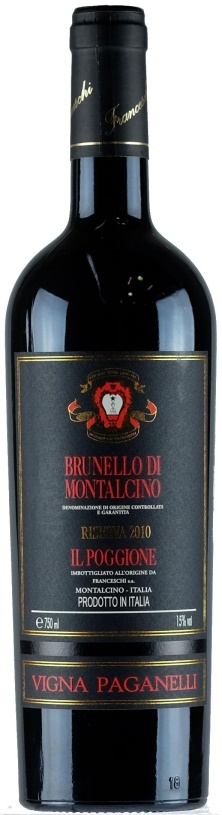 Franceschi
BRUNELLO DI
MONTALCINO
DENOMINAZIONE DI ORIGINE CONTROLLATA
E GARANTITA
RISERVA 2010
IL POGGIONE
IMBOTTIGLIATO ALL'ORIGINE DA
FRANCESCHI s.s.
MONTALCINO - ITALIA
PRODOTTO IN ITALIA
e 750 ml
15% vol
VIGNA PAGANELLI